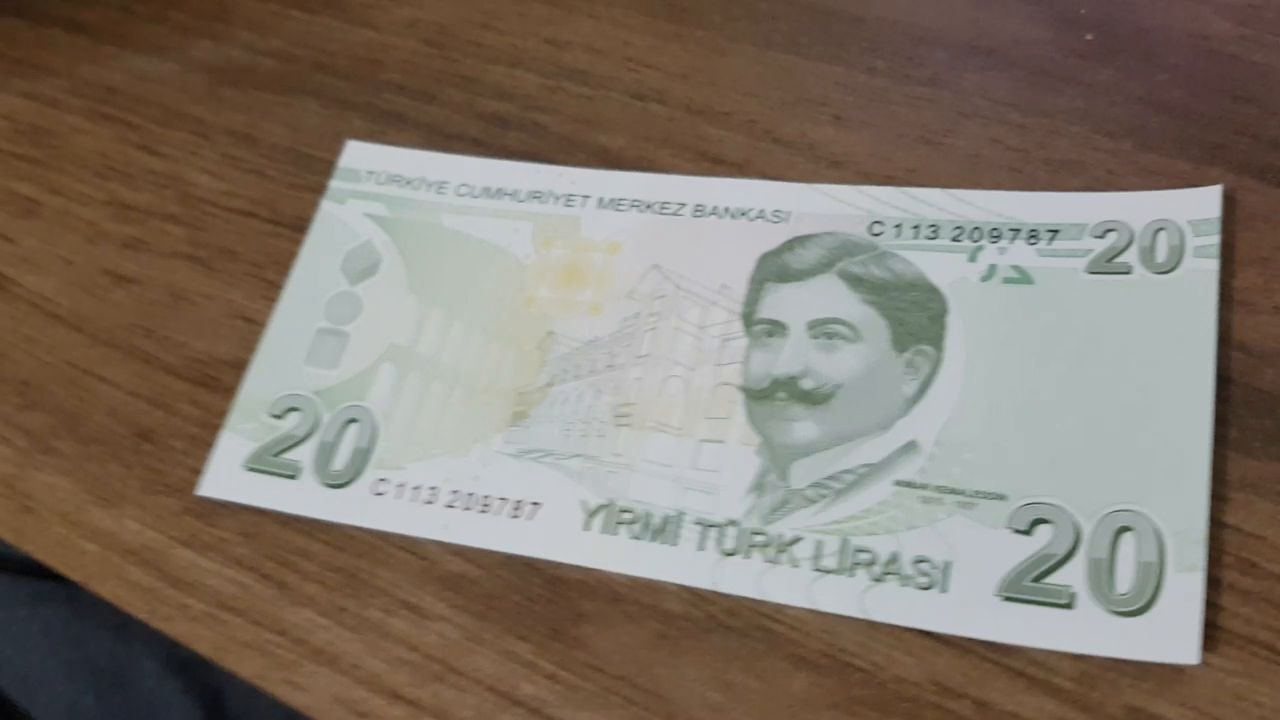 TÜRKİYE CUMHURİYET MERKEZ BANKASI
C113 209787
20
20
C113 209787
YİRMİ TÜRK LİRASI
20